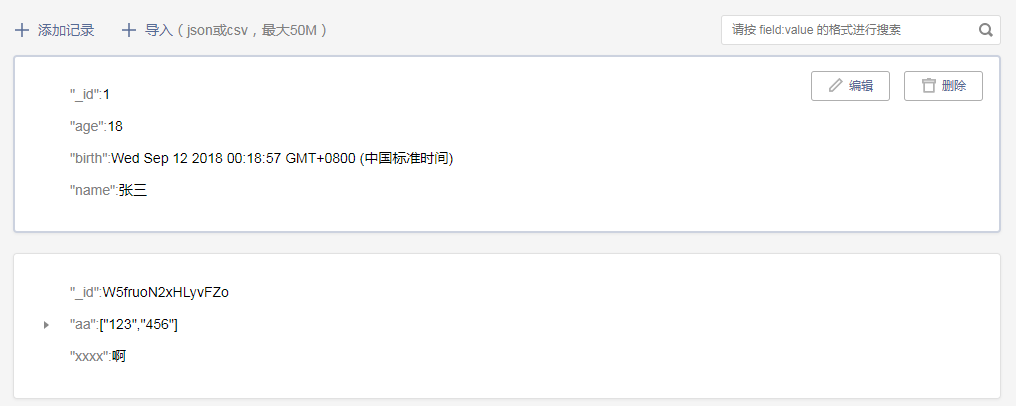 添加记录 导入（json或csv，最大50M） 请按 field:value 的格式进行搜索
编辑 删除
"_id":1
"age":18
"birth":Wed Sep 12 2018 00:18:57 GMT+0800 (中国标准时间)
"name":张三
"_id":W5fruoN2xHLyvFZo
"aa":["123","456"]
"xxxx":啊